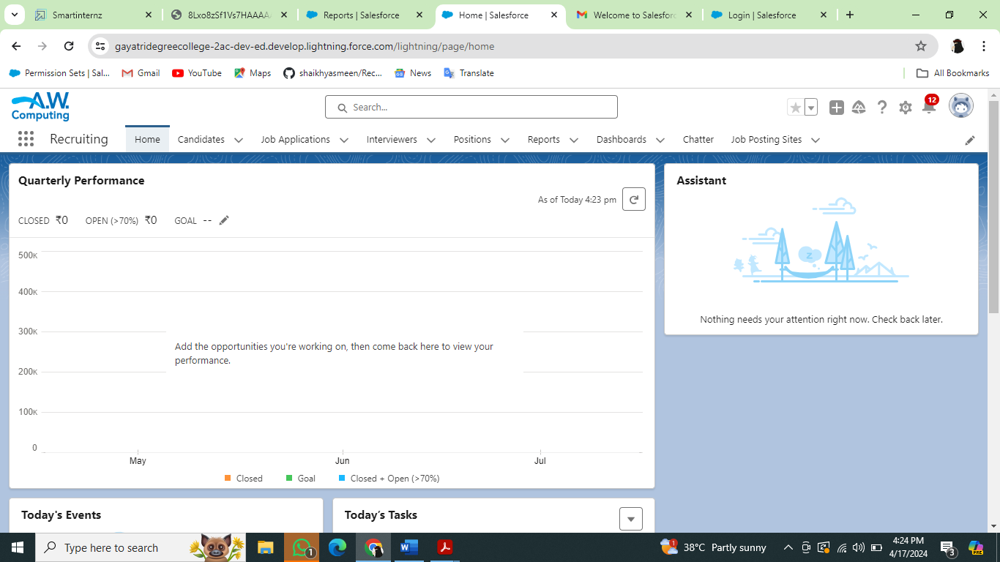 Smartinternz
8Lxo8zSf1Vs7HAAAA
Reports | Salesforce
Home | Salesforce
Welcome to Salesforc
Login | Salesforce
gayatridegreecollege-2ac-dev-ed.develop.lightning.force.com/lightning/page/home
Permission Sets | Sal...
Gmail
YouTube
Maps
shaikhyasmeen/Rec...
News
Translate
All Bookmarks
A.W.
Computing
Search...
12
Recruiting
Home
Candidates
Job Applications
Interviewers
Positions
Reports
Dashboards
Chatter
Job Posting Sites
Quarterly Performance
As of Today 4:23 pm
CLOSED ₹0 OPEN (>70%) ₹0 GOAL --
500K
400K
300K
200K
100K
0
Add the opportunities you're working on, then come back here to view your
performance.
May Jun Jul
Closed Goal Closed + Open (>70%)
Assistant
z
Nothing needs your attention right now. Check back later.
Today's Events
Today's Tasks
Type here to search
1
1
38°C Partly sunny
4:24 PM
4/17/2024
3
PRE